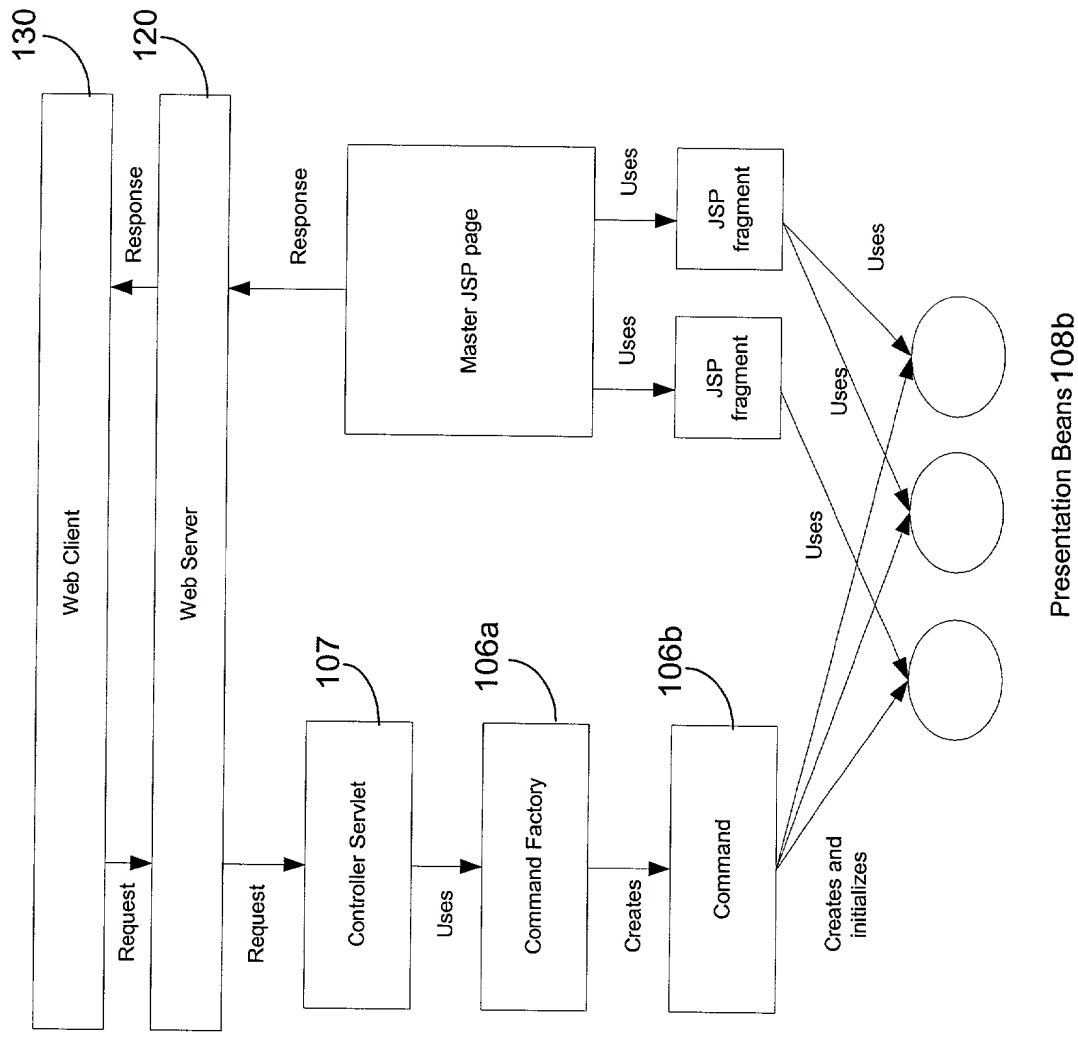 130
Web Client
Request
Response
120
Web Server
Request
Response
107
Controller Servlet
Master JSP page
Uses
106a
Command Factory
Uses
Uses
Creates
106b
Command
JSP
fragment
JSP
fragment
Creates and
initializes
Uses
Uses
Uses
Presentation Beans 108b